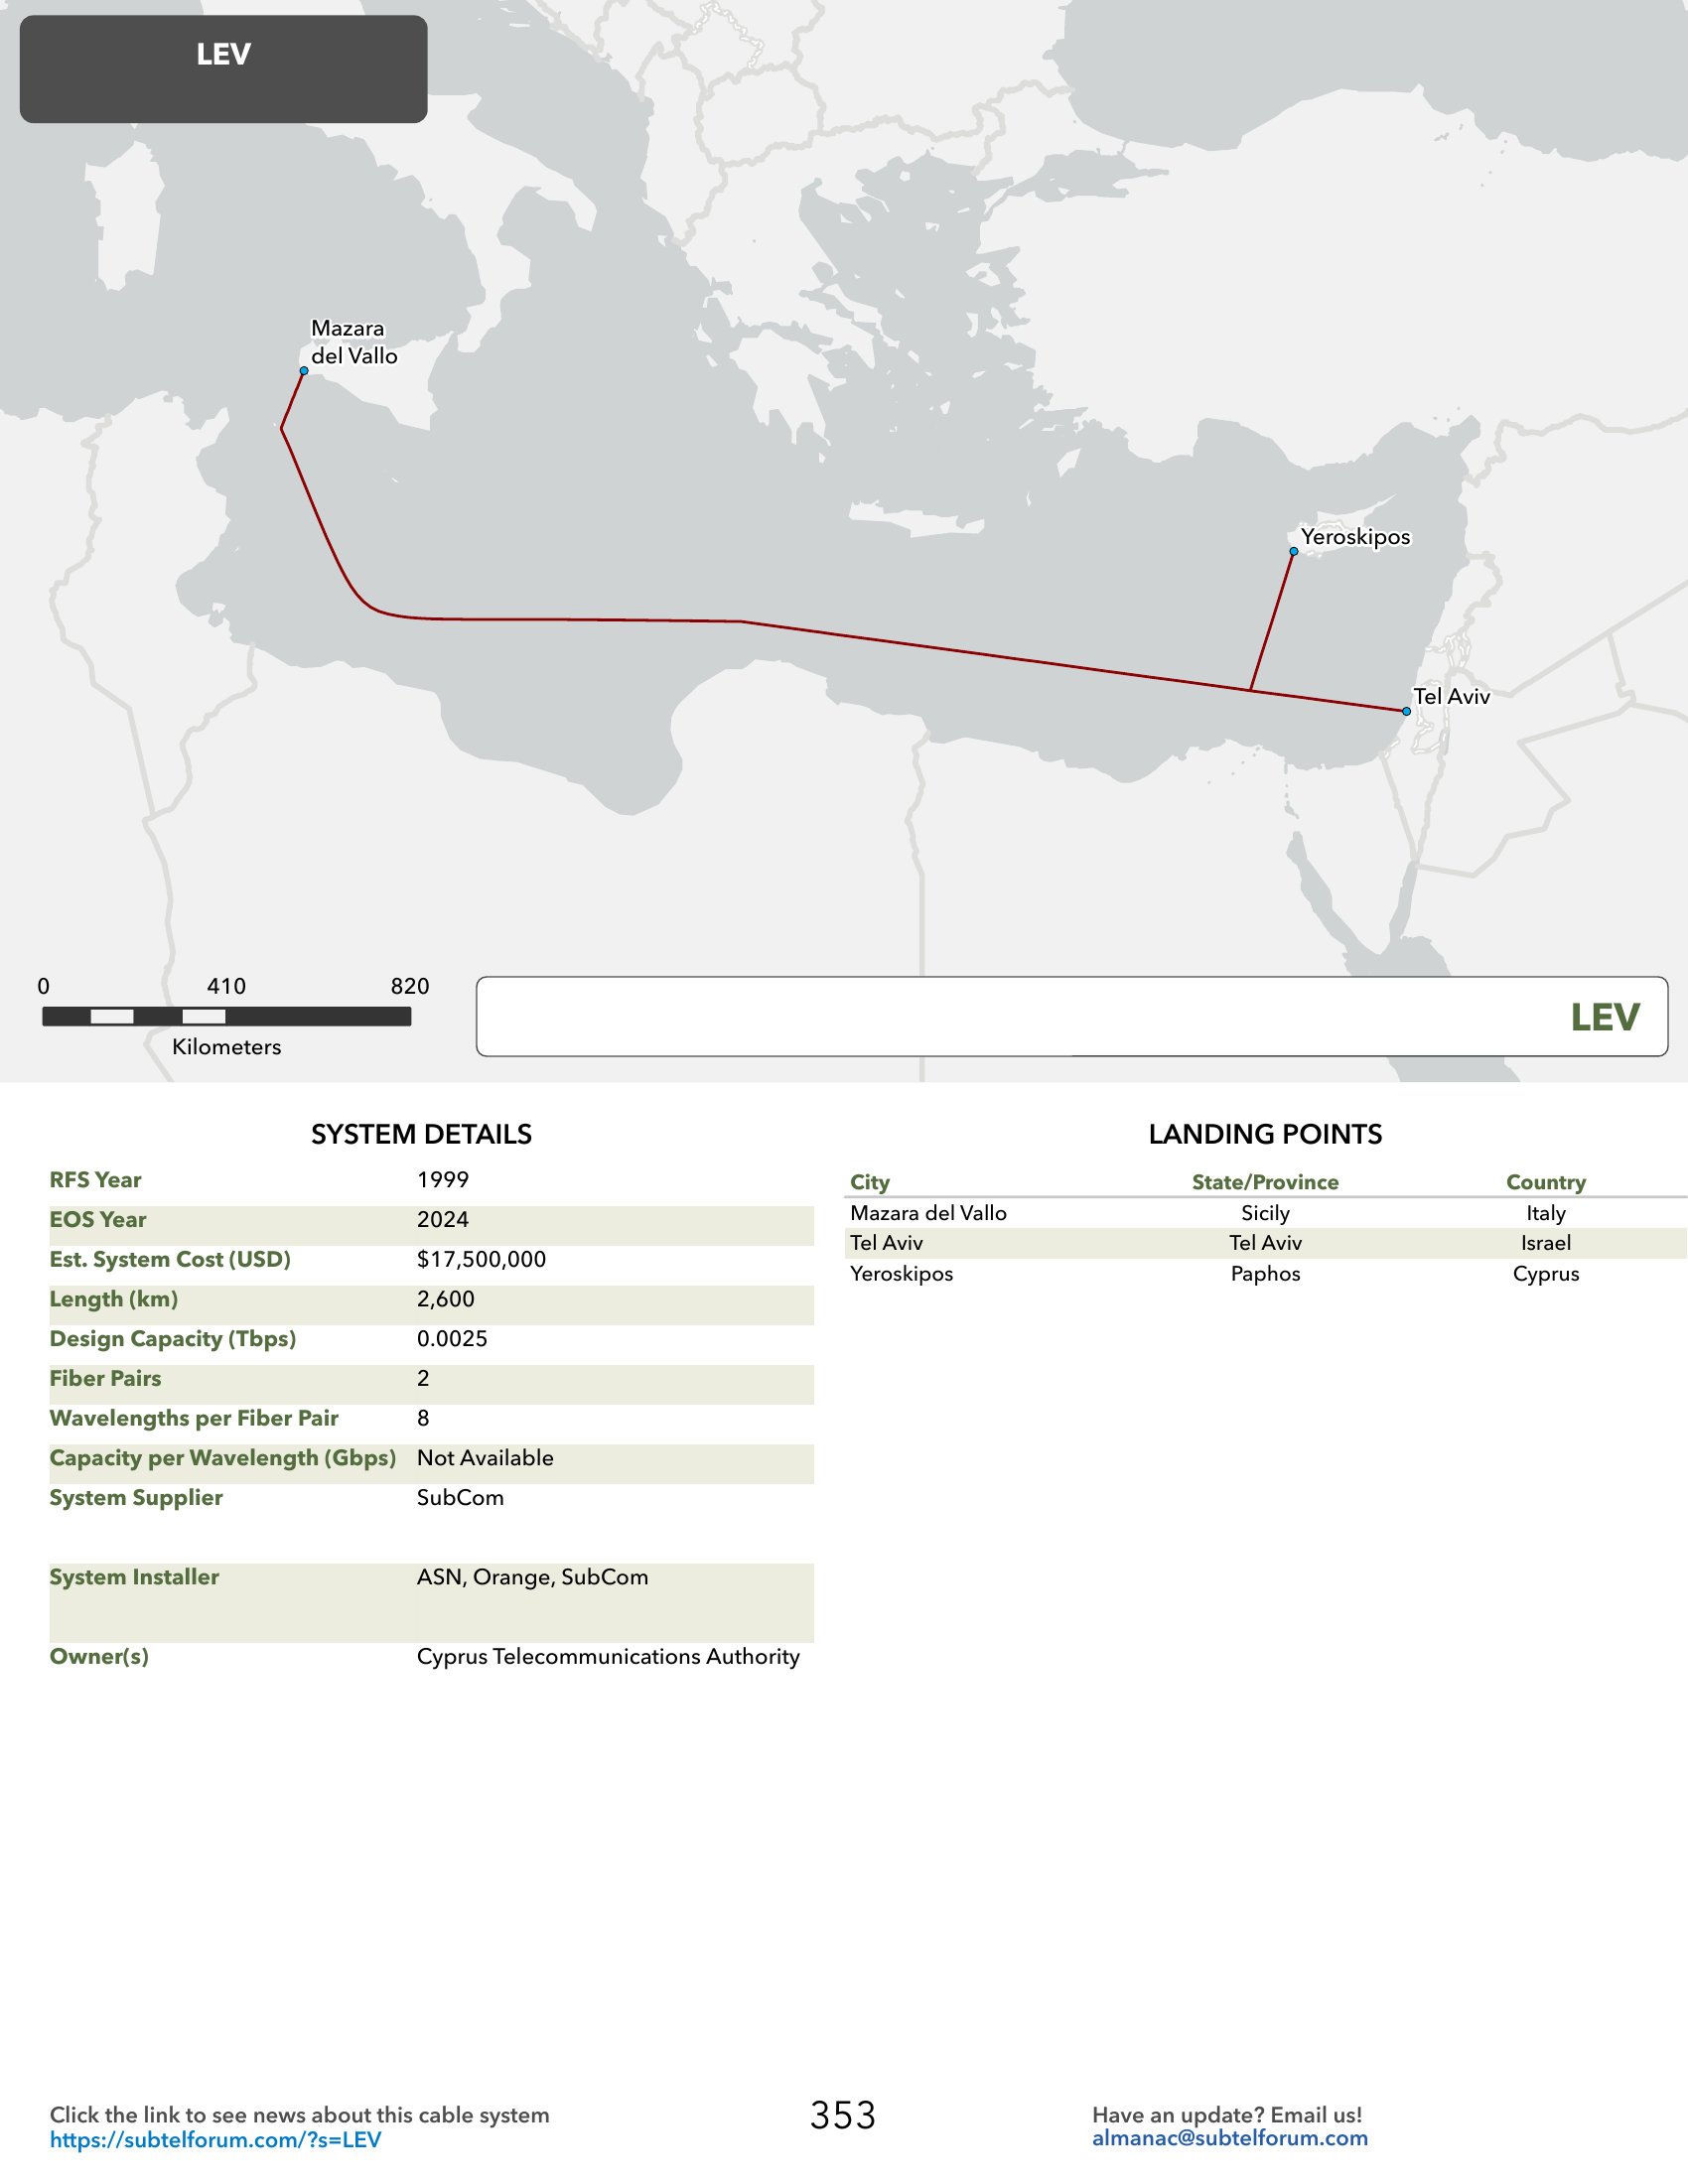 LEV
Mazara
del Vallo
Yeroskipos
Tel Aviv
0 410 820
Kilometers
LEV
SYSTEM DETAILS
RFS Year 1999
EOS Year 2024
Est. System Cost (USD) $17,500,000
Length (km) 2,600
Design Capacity (Tbps) 0.0025
Fiber Pairs 2
Wavelengths per Fiber Pair 8
Capacity per Wavelength (Gbps) Not Available
System Supplier SubCom
System Installer ASN, Orange, SubCom
Owner(s) Cyprus Telecommunications Authority
LANDING POINTS
City State/Province Country
Mazara del Vallo Sicily Italy
Tel Aviv Tel Aviv Israel
Yeroskipos Paphos Cyprus
Click the link to see news about this cable system
https://subtelforum.com/?s=LEV
353
Have an update? Email us!
almanac@subtelforum.com